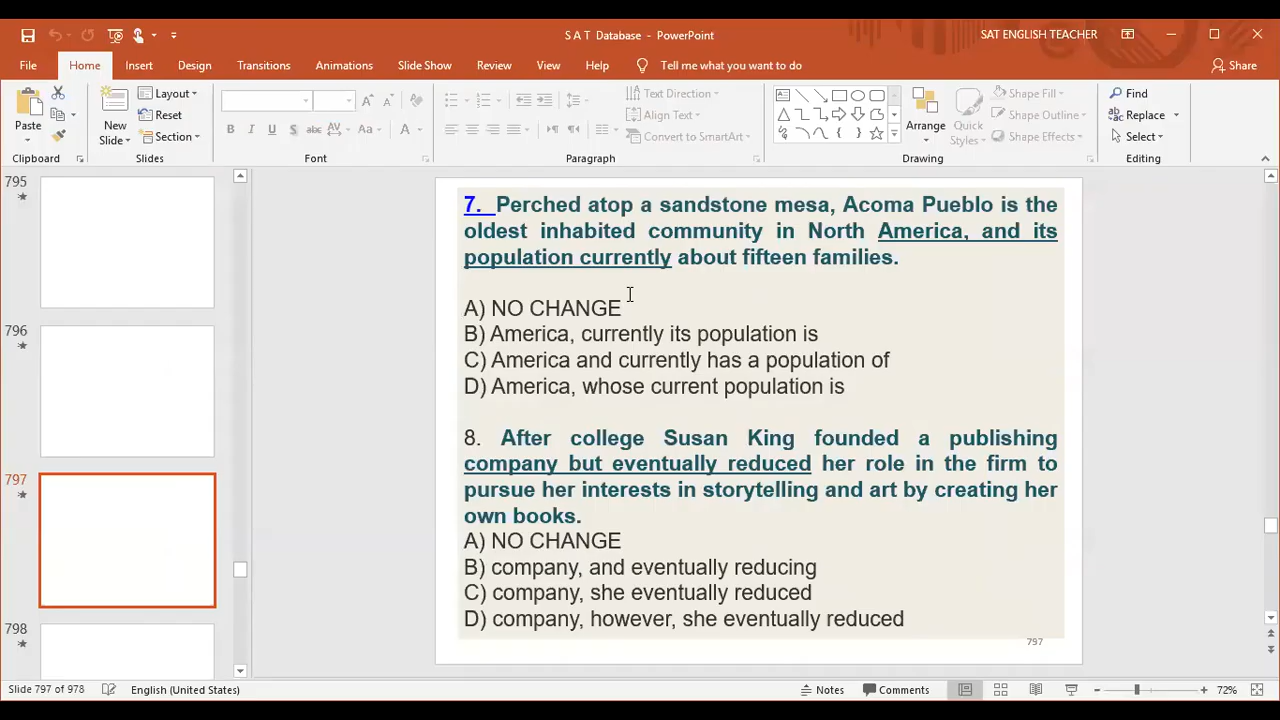 S A T Database - PowerPoint
SAT ENGLISH TEACHER
File Home Insert Design Transitions Animations Slide Show Review View Help Tell me what you want to do Share
Paste
New Slide
Layout
Reset
Section
B I U S abc AV Aa A
Text Direction
Align Text
Convert to SmartArt
Arrange
Quick Styles
Shape Fill
Shape Outline
Shape Effects
Find
Replace
Select
Clipboard Slides Font Paragraph Drawing Editing
795
796
797
798
7. Perched atop a sandstone mesa, Acoma Pueblo is the
oldest inhabited community in North America, and its
population currently about fifteen families.
A) NO CHANGE
B) America, currently its population is
C) America and currently has a population of
D) America, whose current population is
8. After college Susan King founded a publishing
company but eventually reduced her role in the firm to
pursue her interests in storytelling and art by creating her
own books.
A) NO CHANGE
B) company, and eventually reducing
C) company, she eventually reduced
D) company, however, she eventually reduced
797
Slide 797 of 978 English (United States) Notes Comments 72%